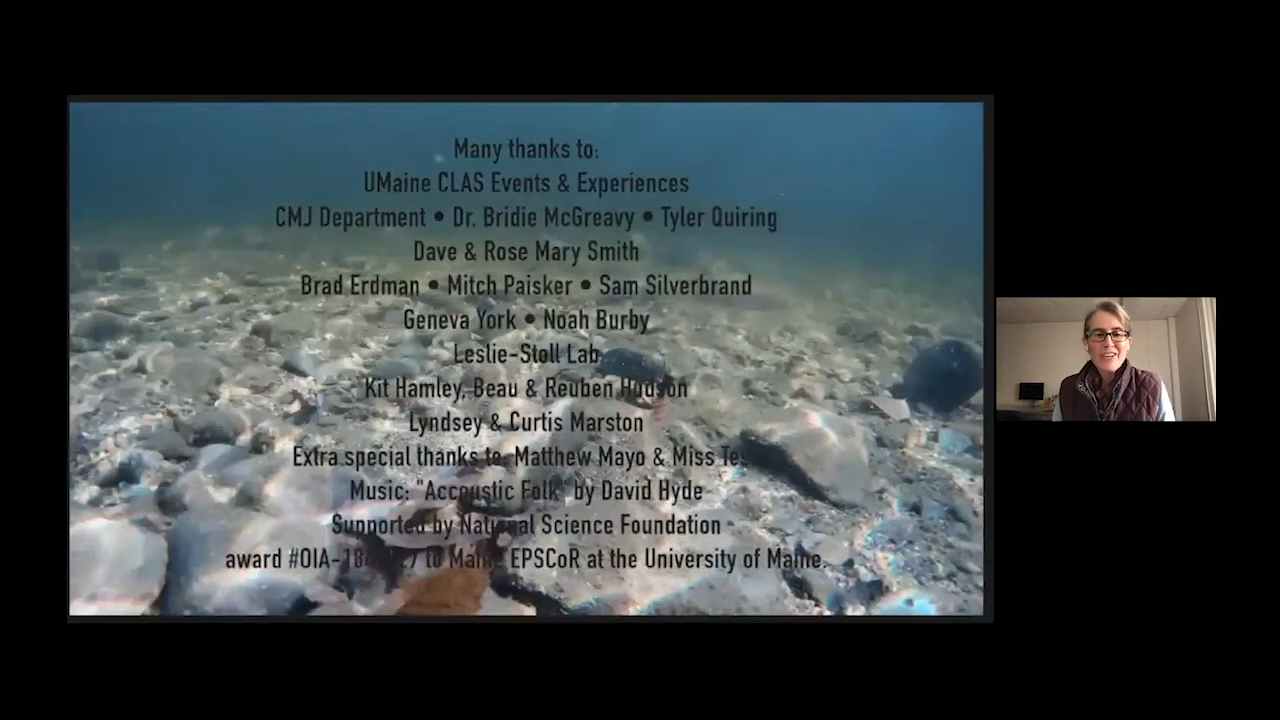 Many thanks to:
UMaine CLAS Events & Experiences
CMJ Department • Dr. Bridie McGreavy • Tyler Quiring
Dave & Rose Mary Smith
Brad Erdman • Mitch Paisker • Sam Silverbrand
Geneva York • Noah Burby
Leslie-Stoll Lab
Kit Hamley, Beau & Reuben Hudson
Lyndsey & Curtis Marston
Extra special thanks to: Matthew Mayo & Miss
Music: "Accoustic Folk" by David Hyde
Supported by National Science Foundation
award to Maine EPSCoR at the University of Maine.